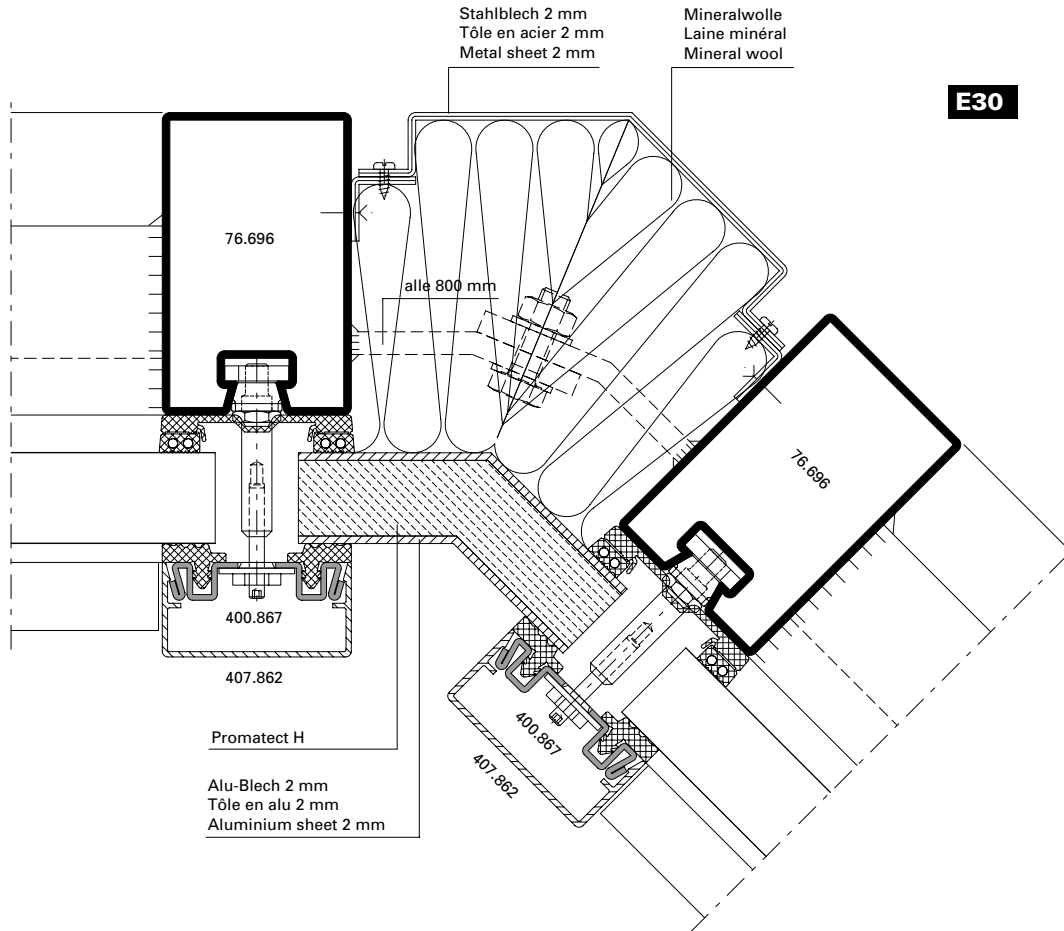 Stahlblech 2 mm
Tôle en acier 2 mm
Metal sheet 2 mm
Mineralwolle
Laine minéral
Mineral wool
E30
76.696
alle 800 mm
76.696
400.867
407.862
400.867
407.862
Promatect H
Alu-Blech 2 mm
Tôle en alu 2 mm
Aluminium sheet 2 mm